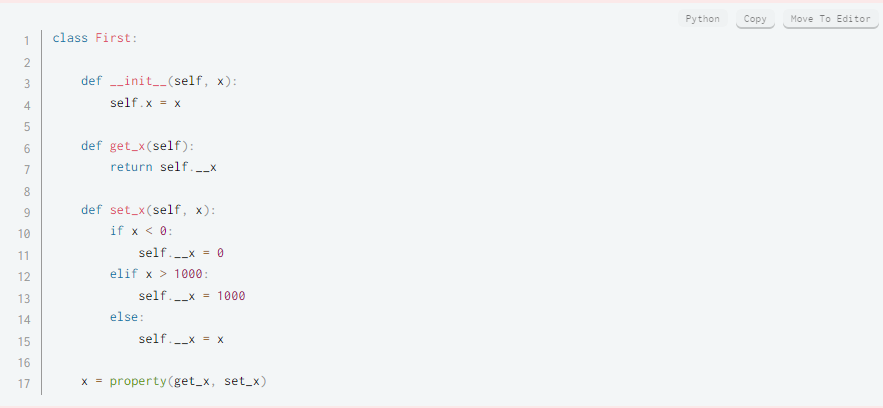 Python Copy Move To Editor
1 class First:
2
3     def __init__(self, x):
4         self.x = x
5
6     def get_x(self):
7         return self.__x
8
9     def set_x(self, x):
10         if x < 0:
11             self.__x = 0
12         elif x > 1000:
13             self.__x = 1000
14         else:
15             self.__x = x
16
17     x = property(get_x, set_x)